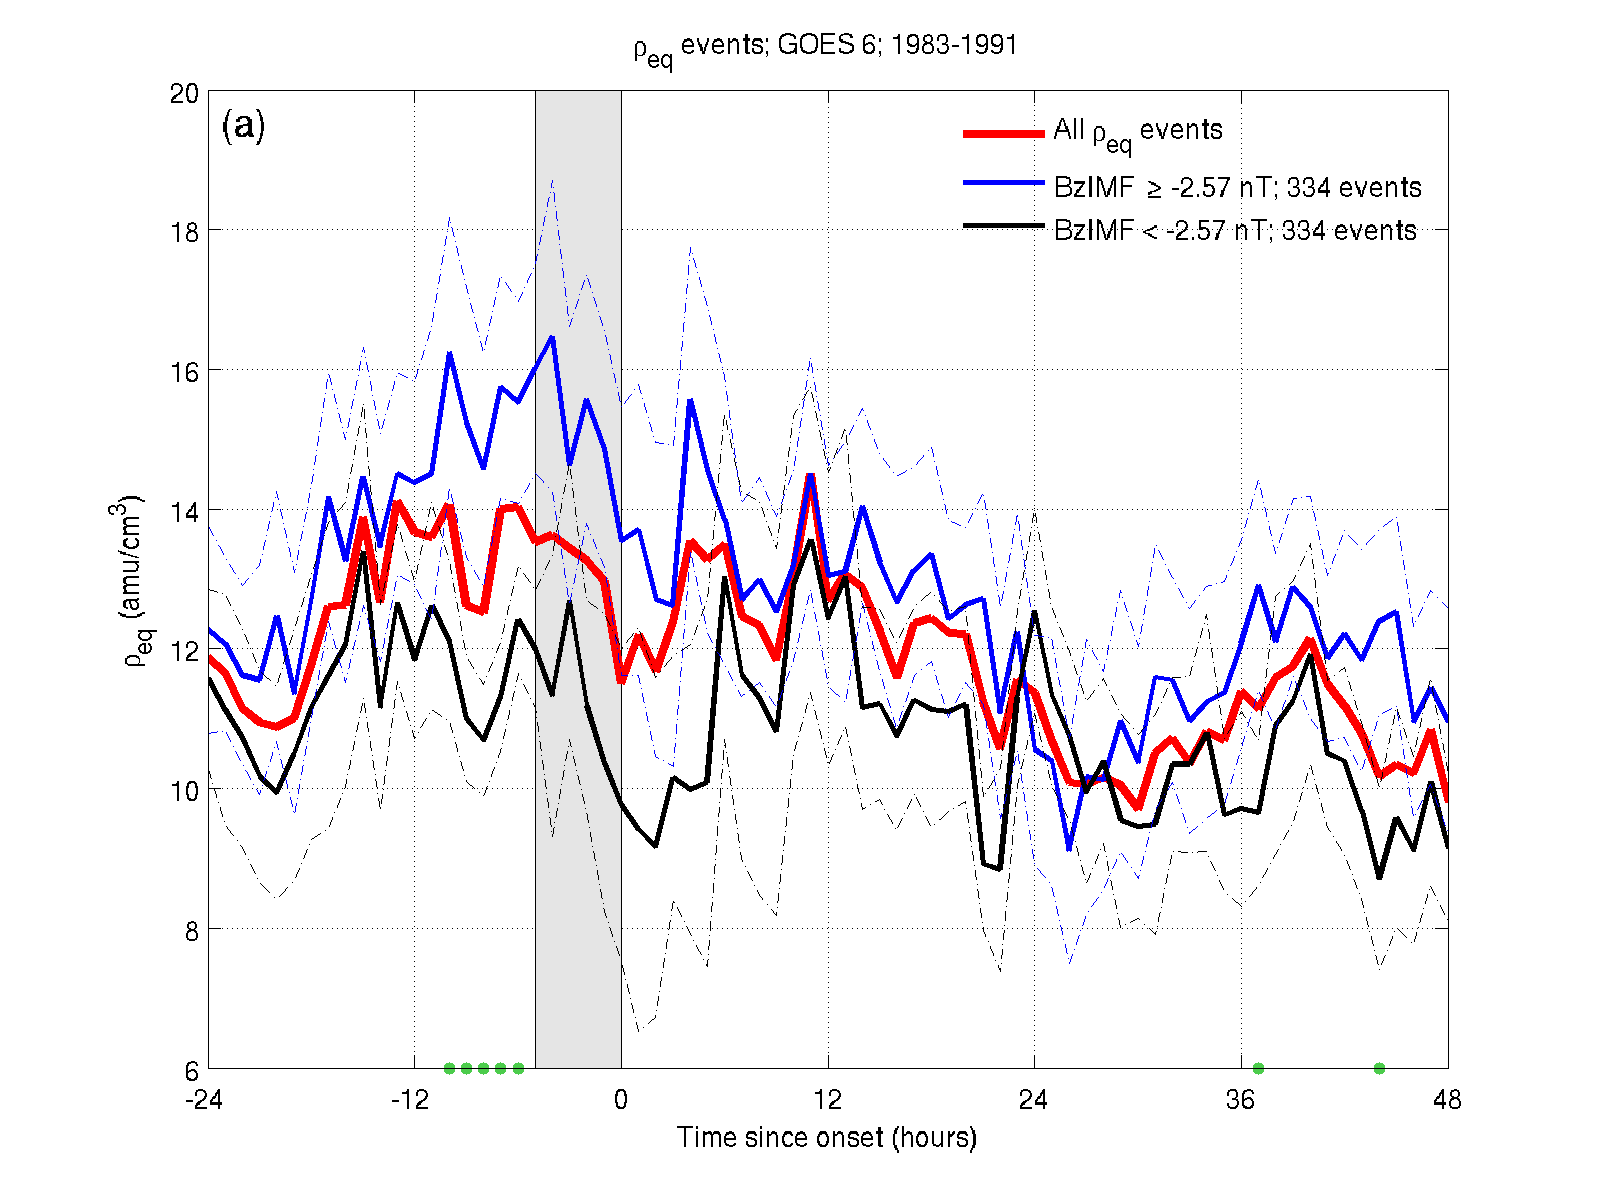 ρeq events; GOES 6; 1983-1991
(a)
All ρeq events
BzIMF ≥ -2.57 nT; 334 events
BzIMF < -2.57 nT; 334 events
20
18
16
14
12
10
8
6
ρeq (amu/cm3)
-24 -12 0 12 24 36 48
Time since onset (hours)